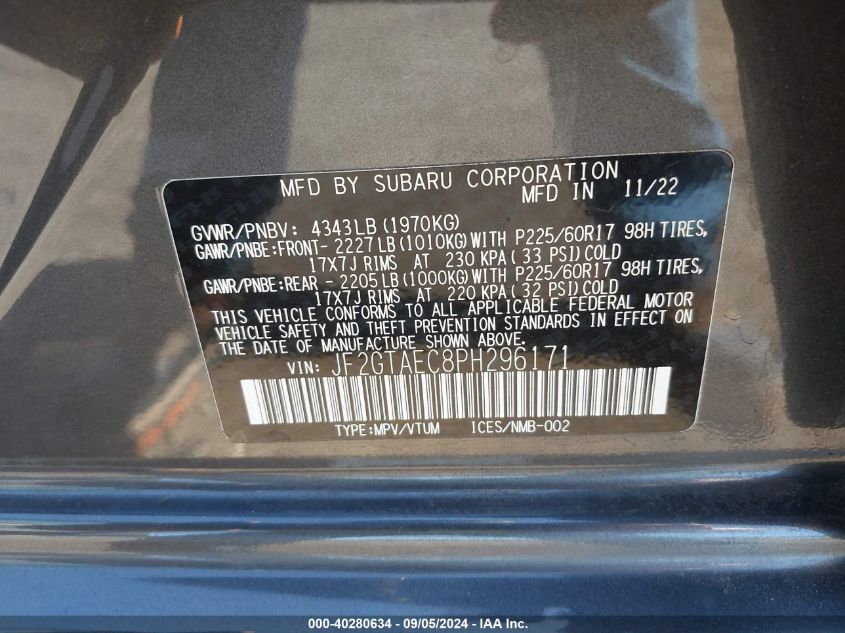 MFD BY SUBARU CORPORATION
MFD IN 11/22
GVWR/PNBV: 4343LB(1970KG)
GAWR/PNBE:FRONT- 2227LB(1010KG)WITH P225/60R17 98H TIRES,
17X7J RIMS AT 230 KPA( 33 PSI)COLD
GAWR/PNBE:REAR - 2205LB(1000KG)WITH P225/60R17 98H TIRES,
17X7J RIMS AT 220 KPA( 32 PSI)COLD
THIS VEHICLE CONFORMS TO ALL APPLICABLE FEDERAL MOTOR
VEHICLE SAFETY AND THEFT PREVENTION STANDARDS IN EFFECT ON
THE DATE OF MANUFACTURE SHOWN ABOVE.
VIN: JF2GTAEC8PH296171
TYPE:MPV/VTUM ICES/NMB-002
000-40280634 - 09/05/2024 - IAAI.com